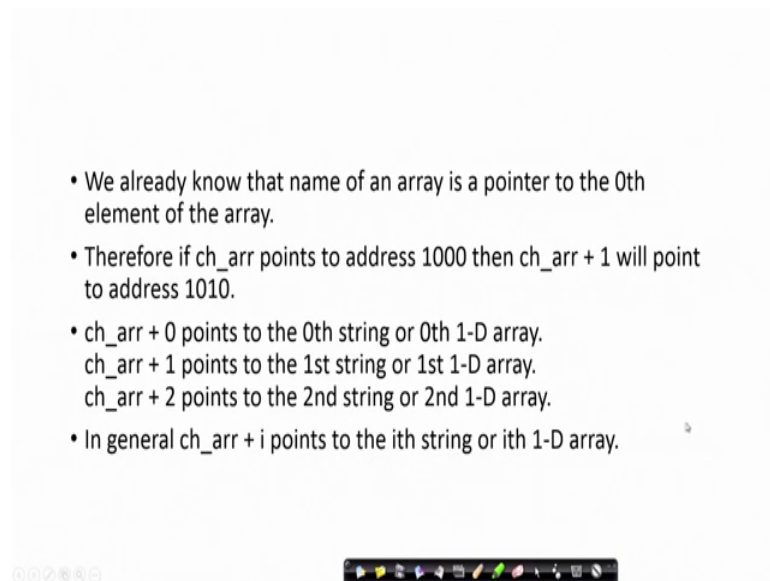 • We already know that name of an array is a pointer to the 0th
element of the array.
• Therefore if ch_arr points to address 1000 then ch_arr + 1 will point
to address 1010.
• ch_arr + 0 points to the 0th string or 0th 1-D array.
ch_arr + 1 points to the 1st string or 1st 1-D array.
ch_arr + 2 points to the 2nd string or 2nd 1-D array.
• In general ch_arr + i points to the ith string or ith 1-D array.